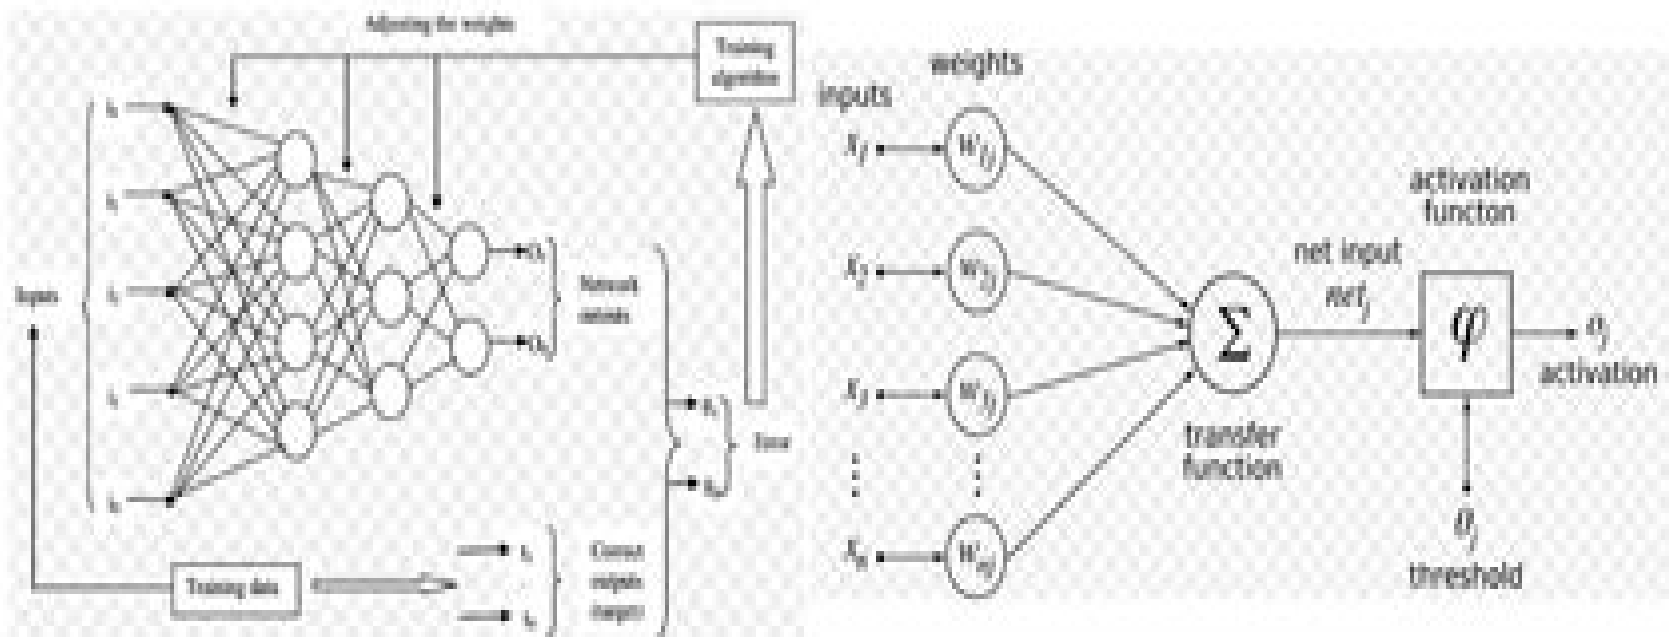 Adjusting the weights
Training
algorithm
Inputs
Network
outputs
Error
Training data
Correct
outputs
(target)
weights
inputs
x₁
w₁ⱼ
x₂
w₂ⱼ
x₃
w₃ⱼ
xₙ
wₙⱼ
Σ
transfer
function
net input
netⱼ
activation
functon
φ
oⱼ
activation
θⱼ
threshold